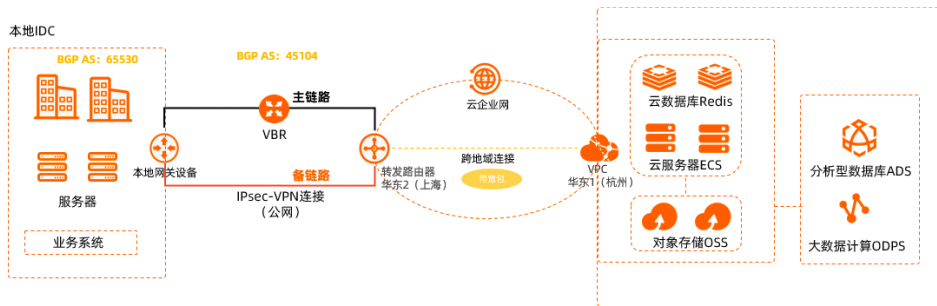 本地IDC
BGP AS：65530
BGP AS：45104
主链路
VBR
本地网关设备
备链路
IPsec-VPN连接
（公网）
服务器
业务系统
云企业网
转发路由器
华东2（上海）
跨地域连接
带宽包
VPC
华东1（杭州）
云数据库Redis
云服务器ECS
对象存储OSS
分析型数据库ADS
大数据计算ODPS